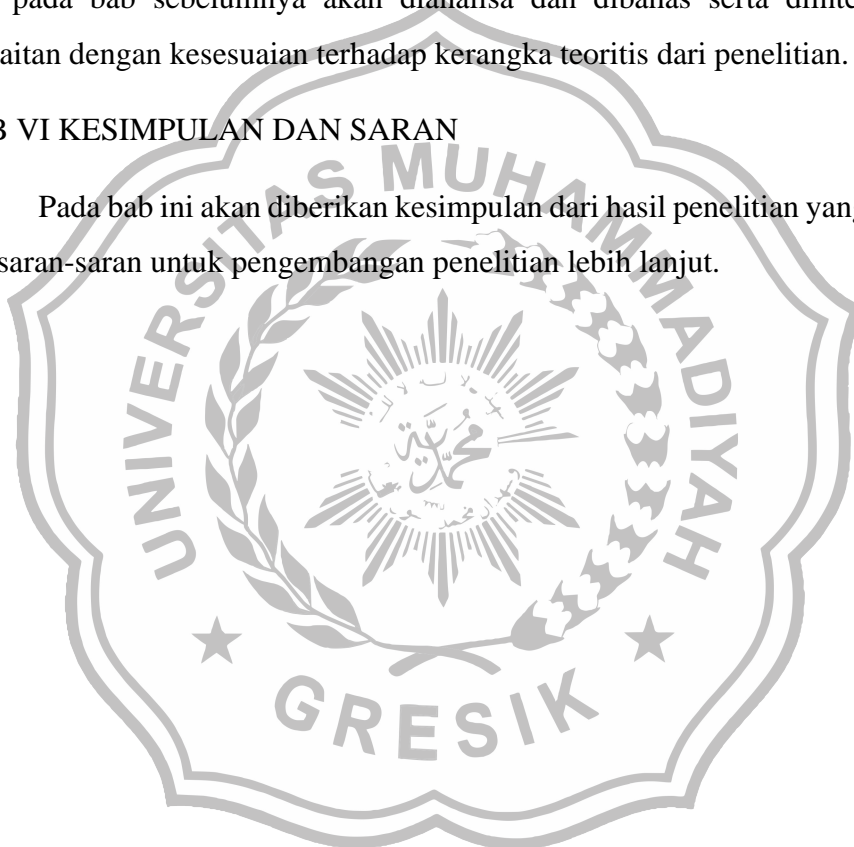 pada bab sebelumnya akan dianalisa dan dibahas serta diinte
aitan dengan kesesuaian terhadap kerangka teoritis dari penelitian.
B VI KESIMPULAN DAN SARAN
Pada bab ini akan diberikan kesimpulan dari hasil penelitian yang
saran-saran untuk pengembangan penelitian lebih lanjut.
UNIVERSITAS MUHAMMADIYAH
محمدية
GRESIK